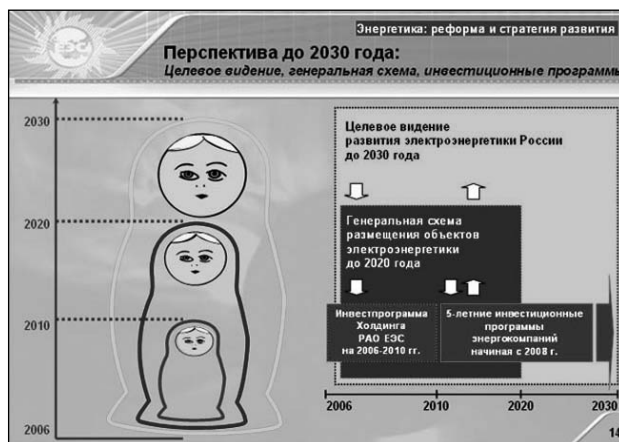 Энергетика: реформа и стратегия развития
ЕЭС
Перспектива до 2030 года:
Целевое видение, генеральная схема, инвестиционные программы
2030
2020
2010
2006
Целевое видение
развития электроэнергетики России
до 2030 года
Генеральная схема
размещения объектов
электроэнергетики
до 2020 года
Инвестпрограмма
Холдинга
РАО ЕЭС
на 2006-2010 гг.
5-летние инвестиционные
программы
энергокомпаний
начиная с 2008 г.
2006
2010
2020
2030
14